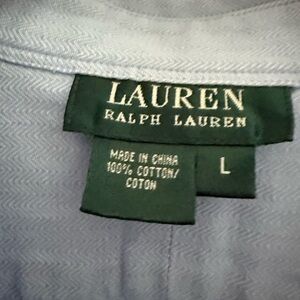 LAUREN
RALPH LAUREN
MADE IN CHINA
100% COTTON/
COTON
L